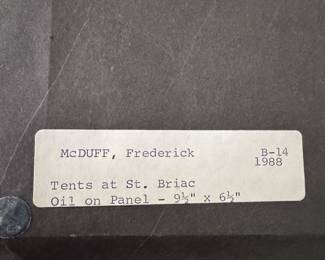 McDUFF, Frederick B-14
1988
Tents at St. Briac
Oil on Panel - 9½" x 6½"